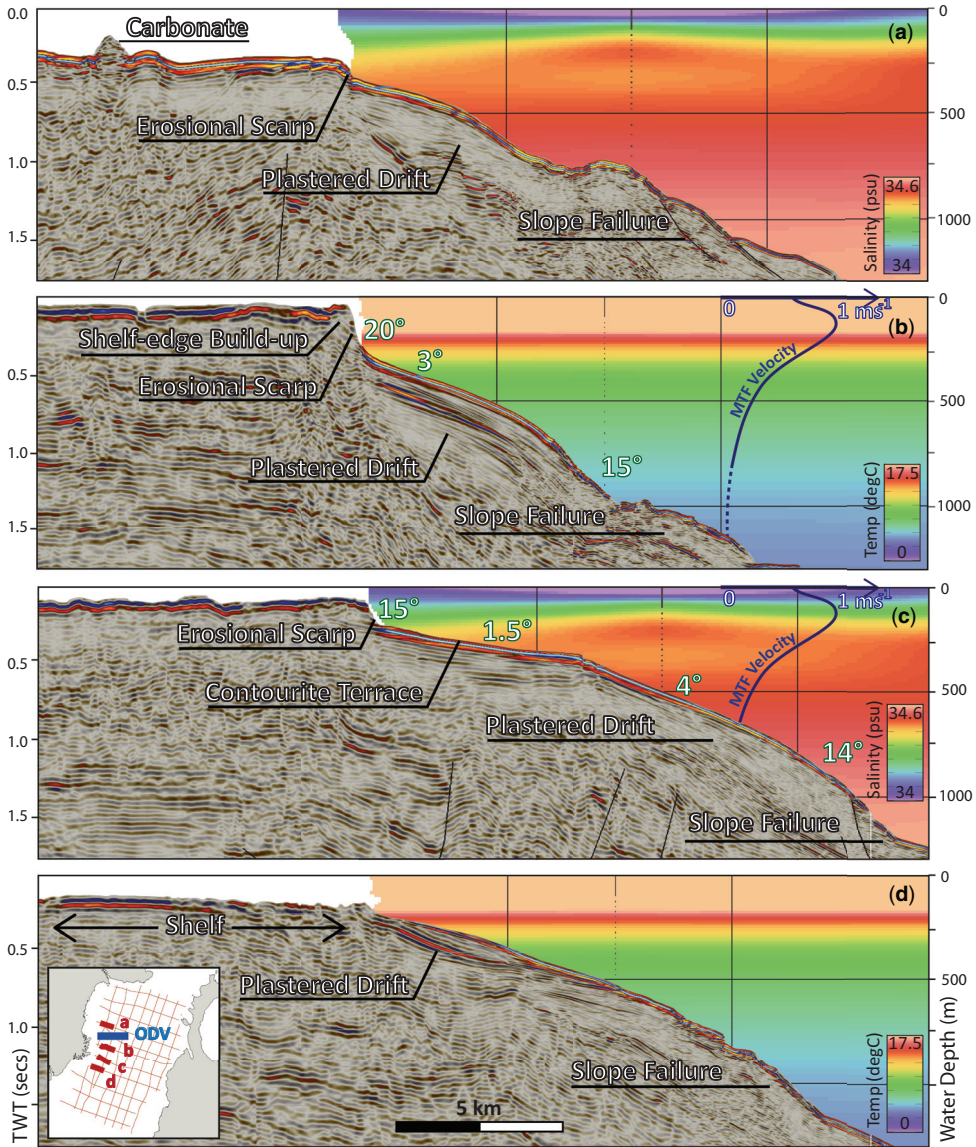 0.0
Carbonate
(a)
0
0.5
Erosional Scarp
500
1.0
Plastered Drift
34.6
Salinity (psu)
Slope Failure
1000
1.5
34
0
0
1 ms-1
(b)
20°
Shelf-edge Build-up
3°
Erosional Scarp
MTF Velocity
0.5
500
1.0
Plastered Drift
15°
17.5
Temp (degC)
Slope Failure
1000
1.5
0
0
0
1 ms-1
(c)
15°
Erosional Scarp
1.5°
MTF Velocity
0.5
Contourite Terrace
4°
500
Plastered Drift
34.6
Salinity (psu)
1.0
14°
1000
1.5
Slope Failure
34
0
(d)
Shelf
0.5
Plastered Drift
500
a
ODV
b
c
d
1.0
17.5
Temp (degC)
Slope Failure
0
5 km
TWT (secs)
Water Depth (m)